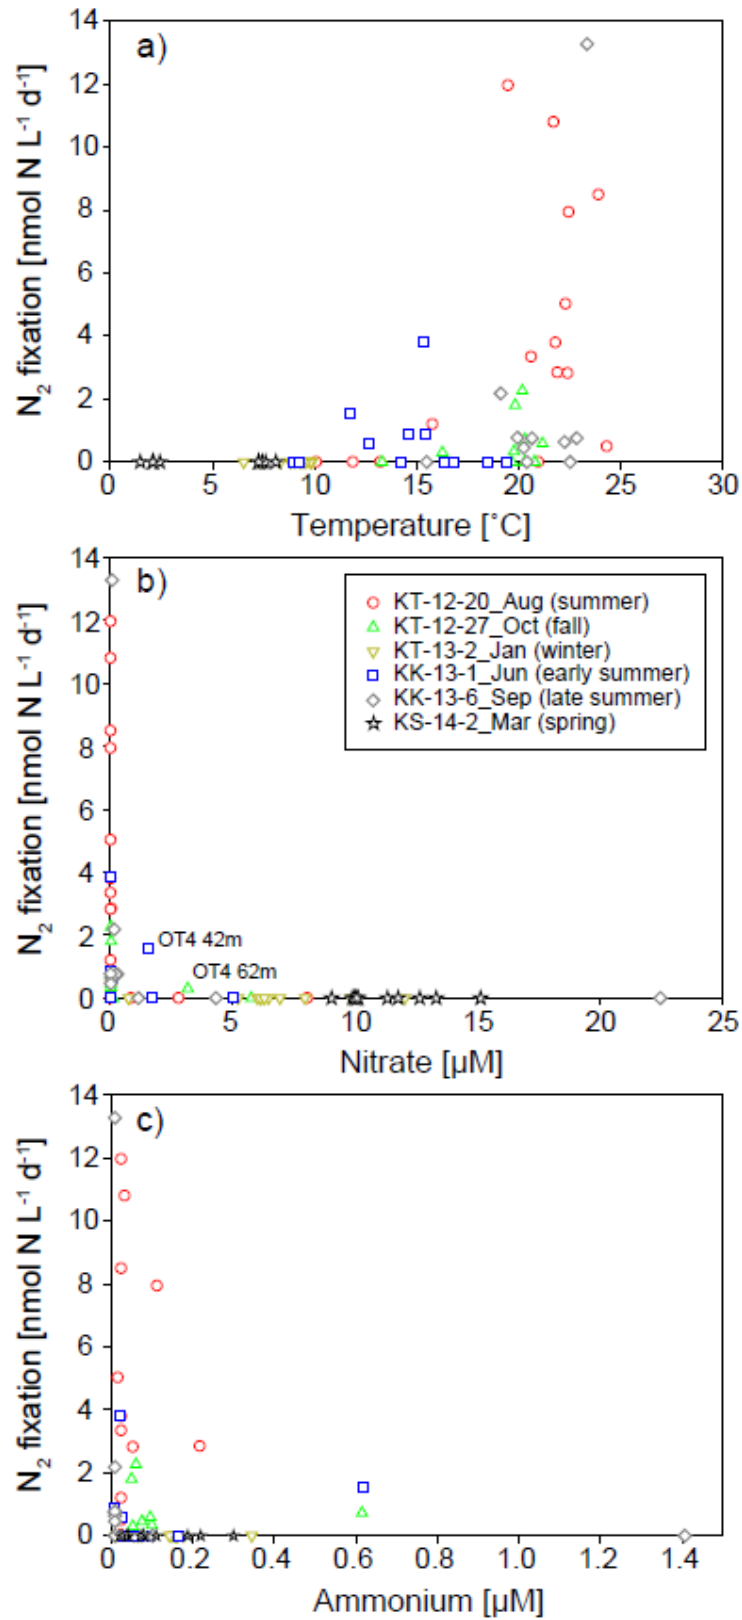 a)
14
12
10
8
6
4
2
0
N2 fixation [nmol N L-1 d-1]
0 5 10 15 20 25 30
Temperature [˚C]
b)
14
12
10
8
6
4
2
0
N2 fixation [nmol N L-1 d-1]
KT-12-20_Aug (summer)
KT-12-27_Oct (fall)
KT-13-2_Jan (winter)
KK-13-1_Jun (early summer)
KK-13-6_Sep (late summer)
KS-14-2_Mar (spring)
OT4 42m
OT4 62m
0 5 10 15 20 25
Nitrate [µM]
c)
14
12
10
8
6
4
2
0
N2 fixation [nmol N L-1 d-1]
0 0.2 0.4 0.6 0.8 1.0 1.2 1.4
Ammonium [µM]